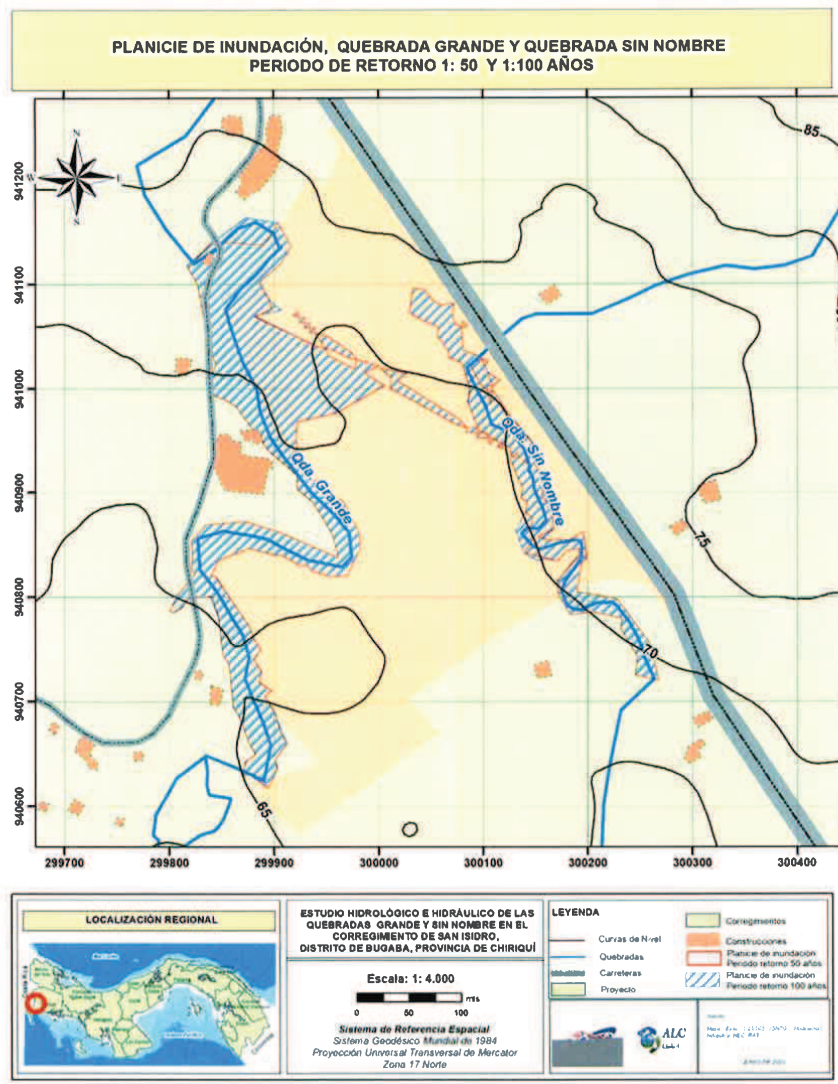 PLANICIE DE INUNDACIÓN, QUEBRADA GRANDE Y QUEBRADA SIN NOMBRE
PERIODO DE RETORNO 1: 50 Y 1:100 AÑOS
N
W
E
S
85
941200
941100
941000
940900
940800
940700
940600
Qda. Grande
Qda. Sin Nombre
75
70
65
299700
299800
299900
300000
300100
300200
300300
300400
LOCALIZACIÓN REGIONAL
ESTUDIO HIDROLÓGICO E HIDRÁULICO DE LAS
QUEBRADAS GRANDE Y SIN NOMBRE EN EL
CORREGIMIENTO DE SAN ISIDRO,
DISTRITO DE BUGABA, PROVINCIA DE CHIRIQUÍ
Escala: 1: 4.000
0
50
100
mts
Sistema de Referencia Espacial
Sistema Geodésico Mundial de 1984
Proyección Universal Transversal de Mercator
Zona 17 Norte
LEYENDA
Curvas de Nivel
Quebradas
Carreteras
Proyecto
Corregimientos
Construcciones
Planicie de inundación
Periodo retorno 50 años
Planicie de inundación
Periodo retorno 100 años
ALC